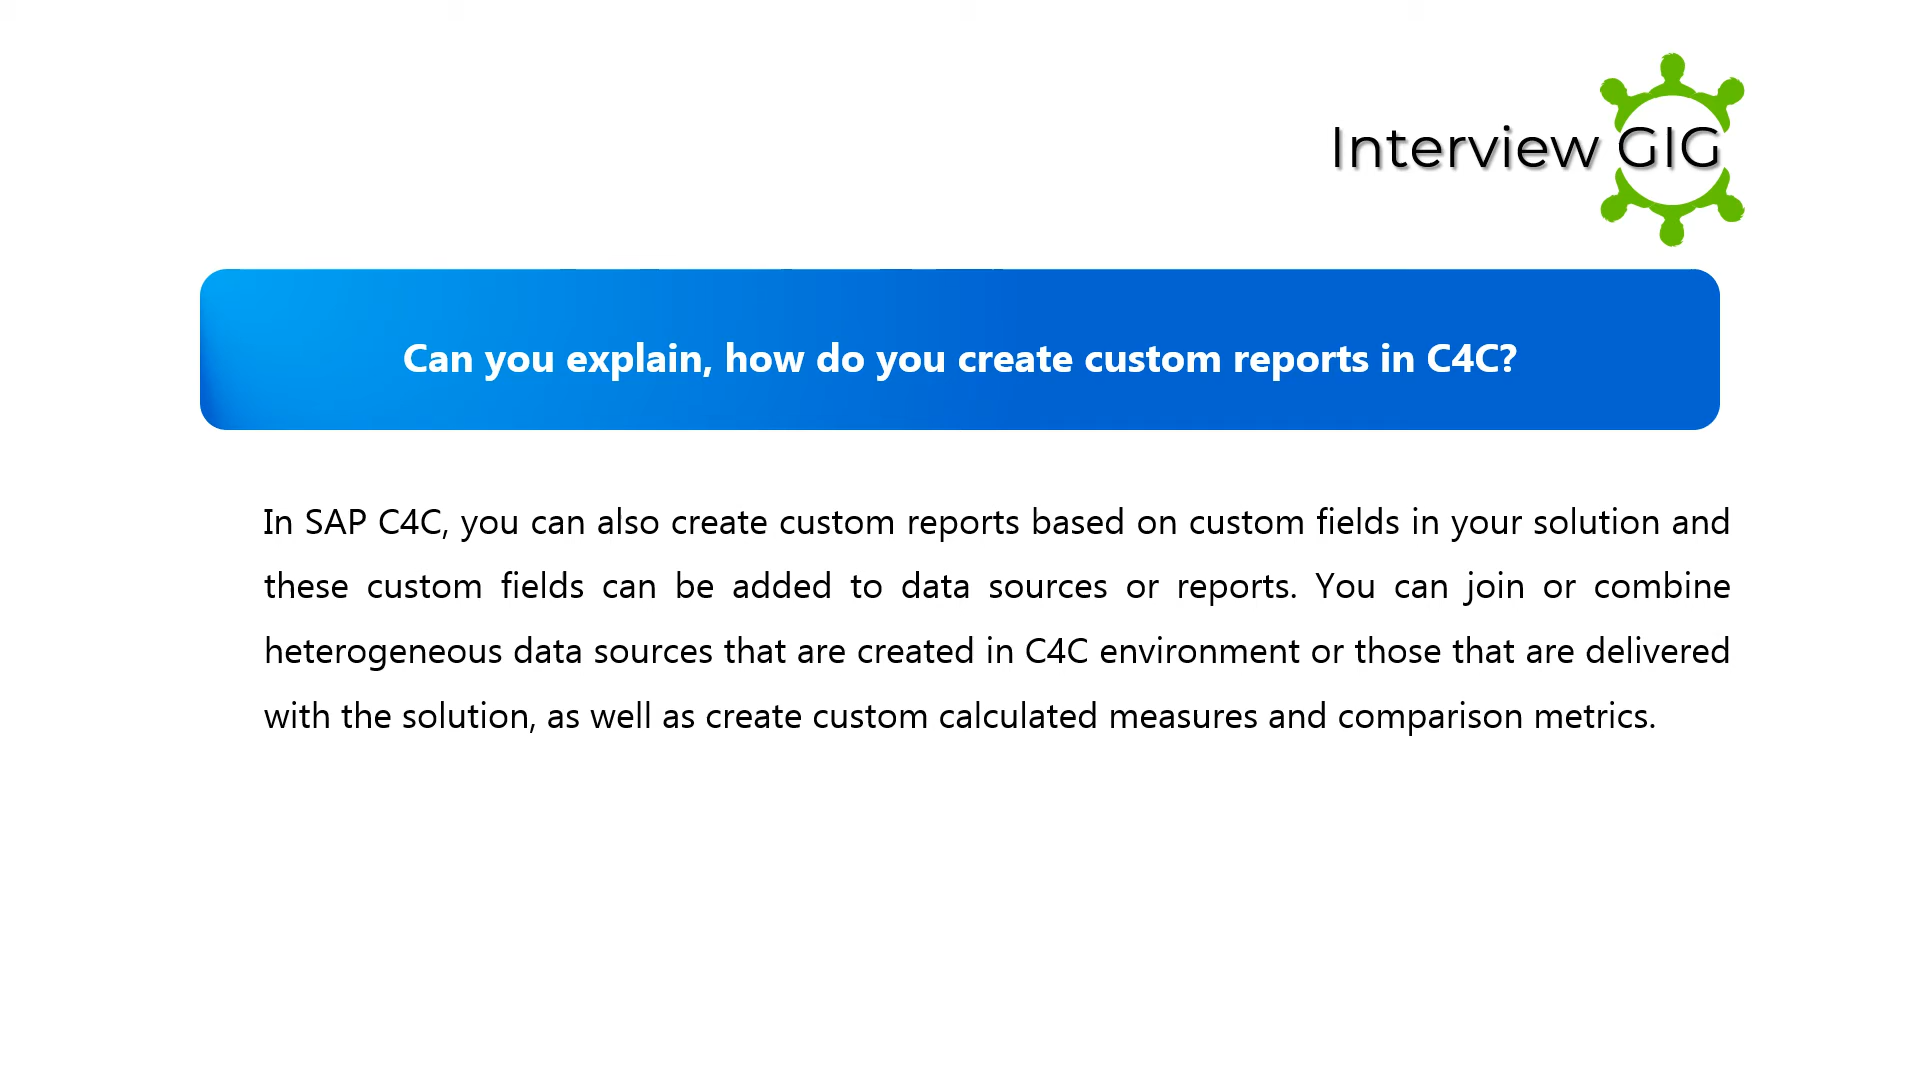 Interview GIG
Can you explain, how do you create custom reports in C4C?
In SAP C4C, you can also create custom reports based on custom fields in your solution and
these custom fields can be added to data sources or reports. You can join or combine
heterogeneous data sources that are created in C4C environment or those that are delivered
with the solution, as well as create custom calculated measures and comparison metrics.